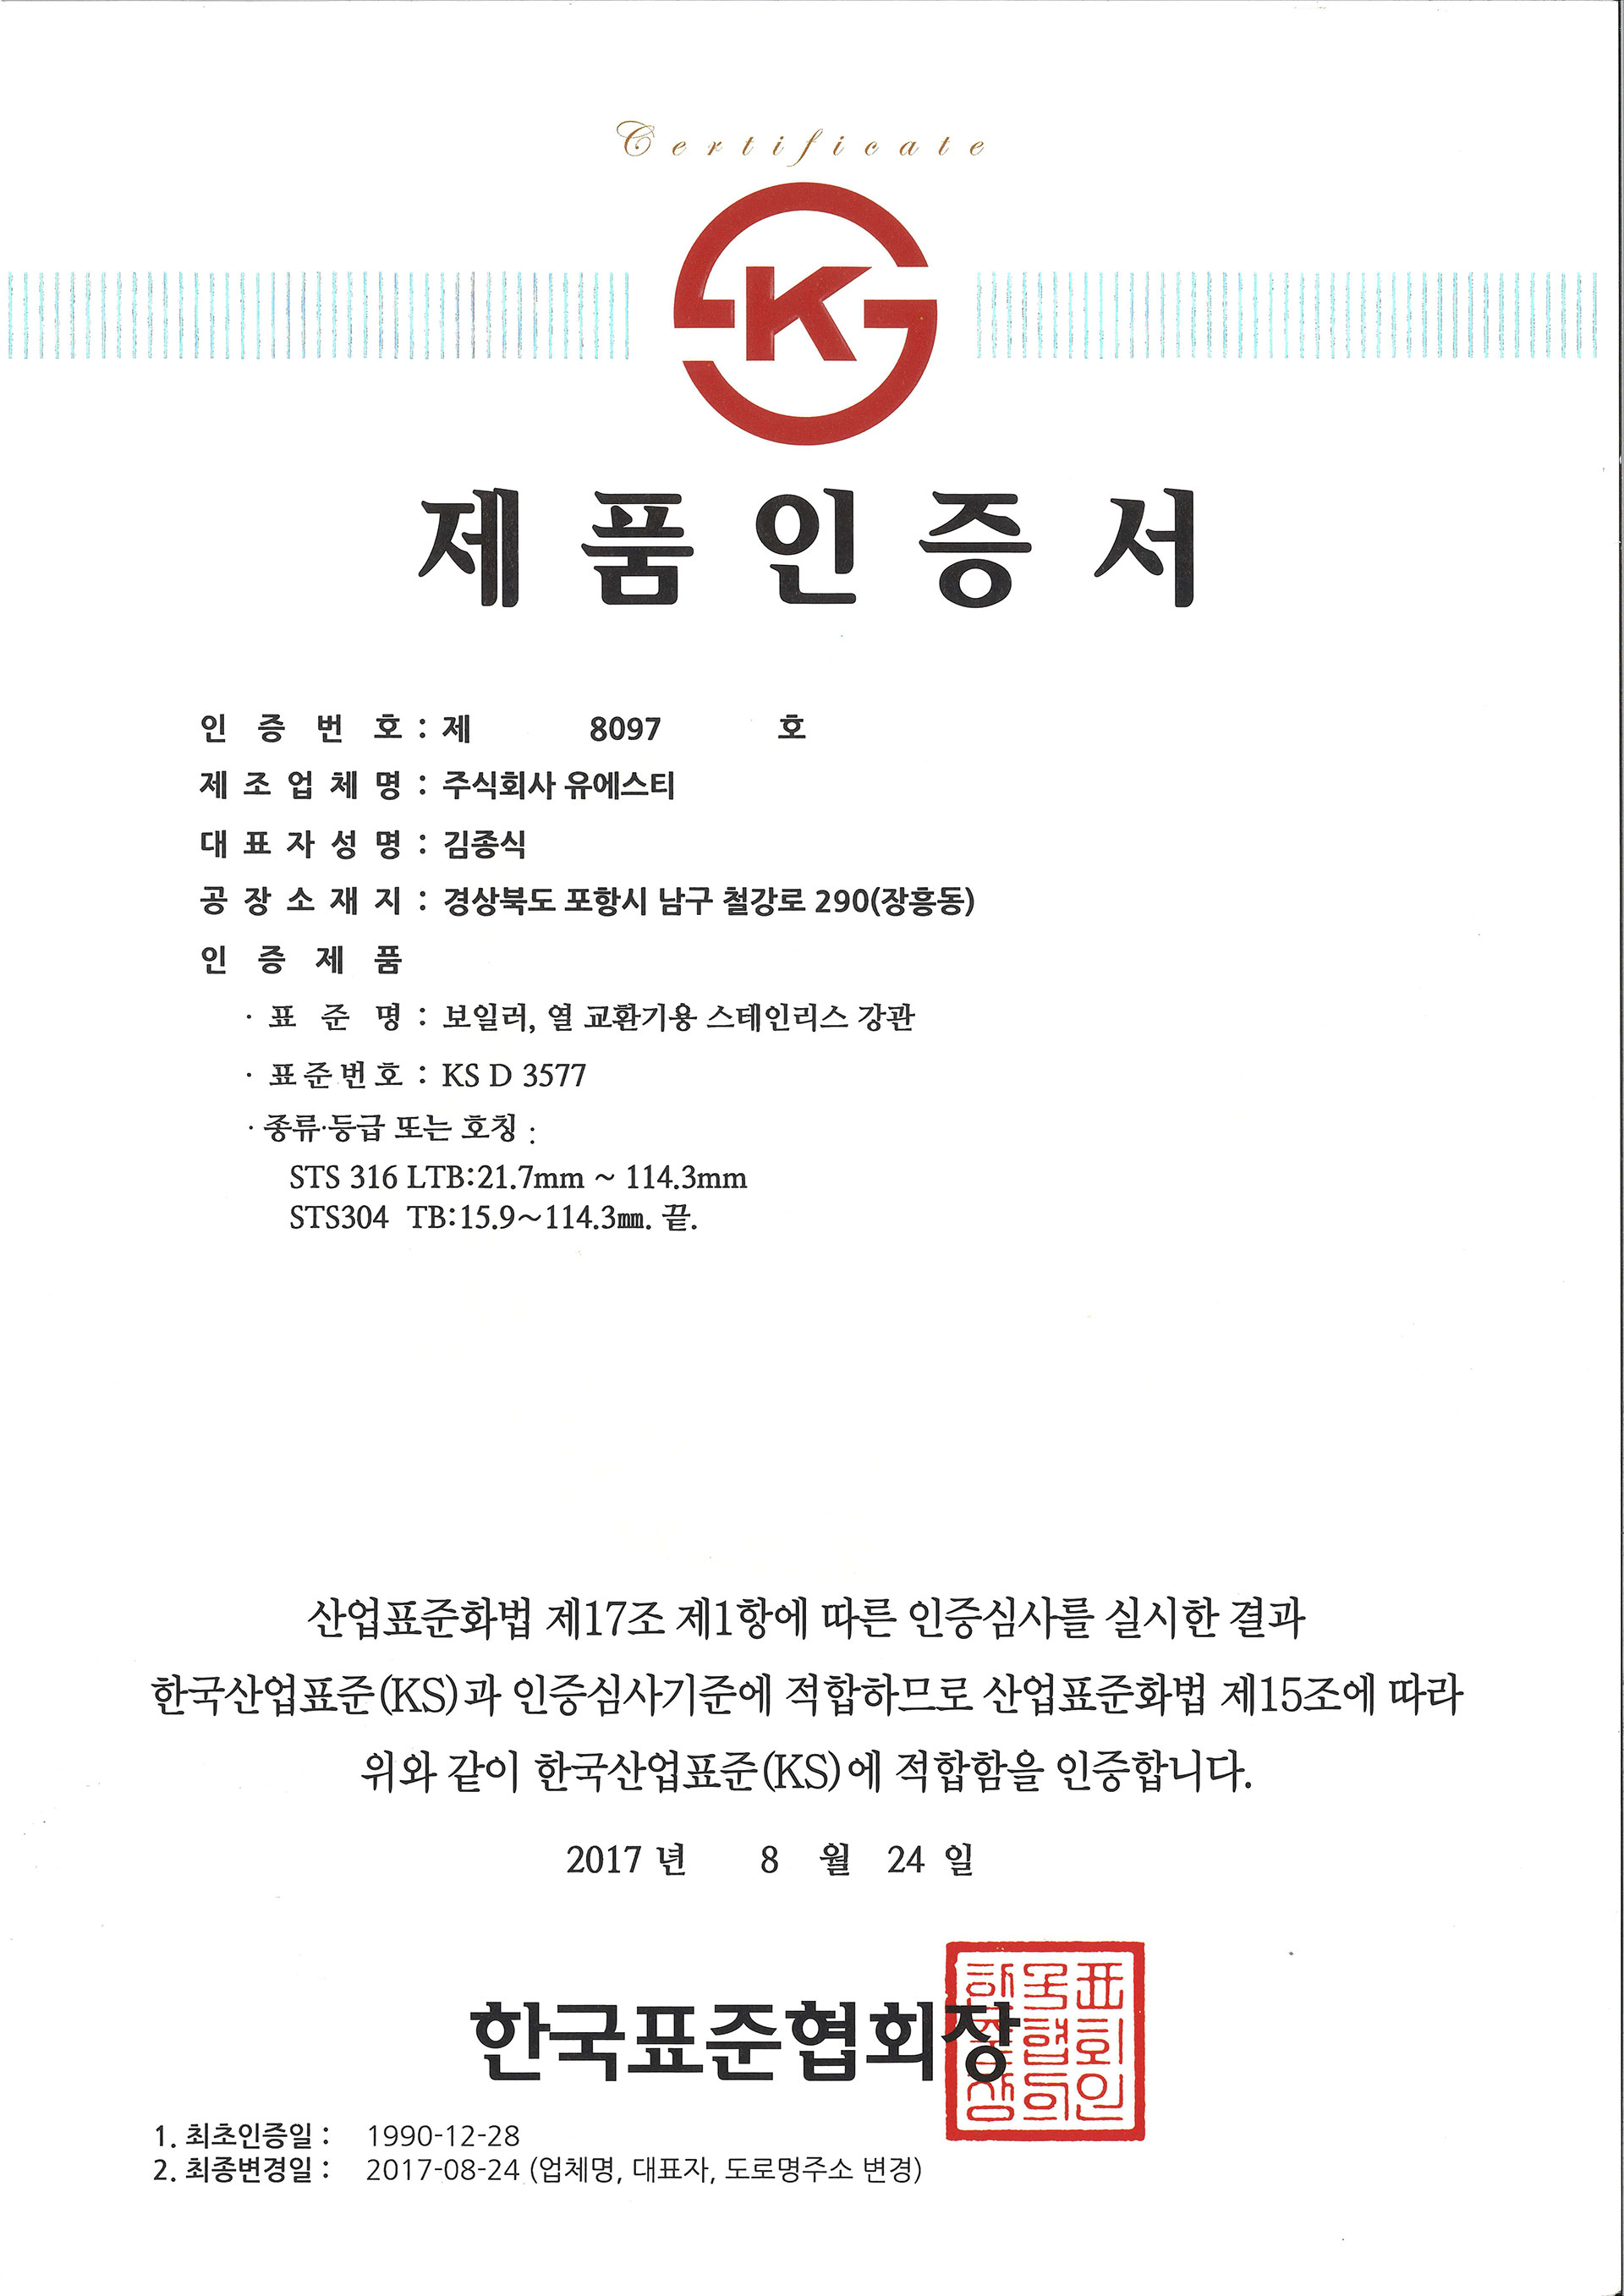 Certificate
K
제품인증서
인증번호 : 제 8097 호
제조업체명 : 주식회사 유에스티
대표자성명 : 김종식
공장소재지 : 경상북도 포항시 남구 철강로 290(장흥동)
인증제품
· 표준명 : 보일러, 열 교환기용 스테인리스 강관
· 표준번호 : KS D 3577
· 종류·등급 또는 호칭 :
STS 316 LTB:21.7mm ~ 114.3mm
STS304 TB:15.9~114.3㎜. 끝.
산업표준화법 제17조 제1항에 따른 인증심사를 실시한 결과
한국산업표준(KS)과 인증심사기준에 적합하므로 산업표준화법 제15조에 따라
위와 같이 한국산업표준(KS)에 적합함을 인증합니다.
2017 년 8 월 24 일
한국표준협회장
1. 최초인증일 : 1990-12-28
2. 최종변경일 : 2017-08-24 (업체명, 대표자, 도로명주소 변경)